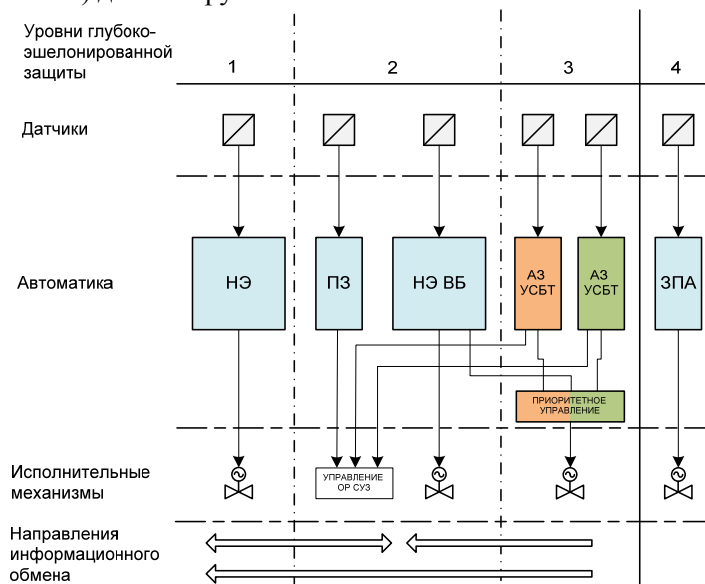 Уровни глубоко-
эшелонированной
защиты
1
2
3
4
Датчики
Автоматика
НЭ
ПЗ
НЭ ВБ
АЗ
УСБТ
АЗ
УСБТ
ЗПА
ПРИОРИТЕТНОЕ
УПРАВЛЕНИЕ
Исполнительные
механизмы
УПРАВЛЕНИЕ
ОР СУЗ
Направления
информационного
обмена